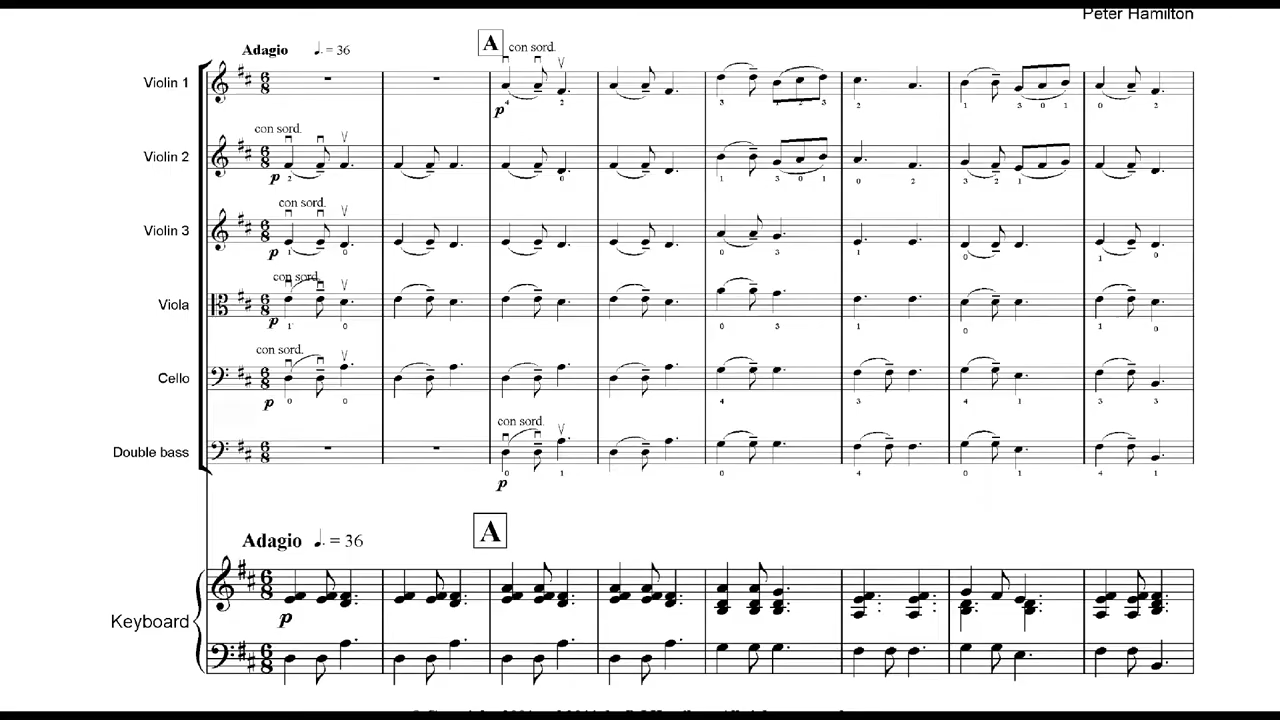 Peter Hamilton
Adagio ♩. = 36
A con sord.
Violin 1
p
con sord.
Violin 2
p
con sord.
Violin 3
p
con sord.
Viola
p
con sord.
Cello
p
con sord.
Double bass
p
Adagio ♩. = 36
A
Keyboard
p